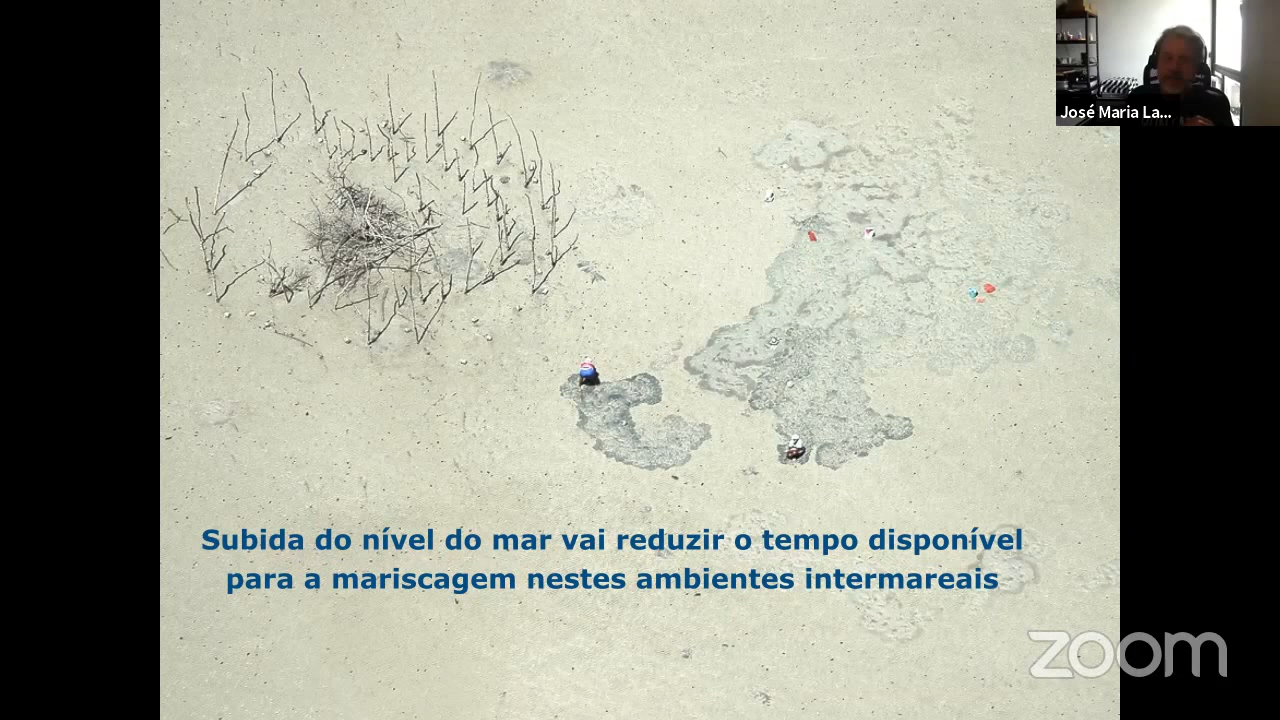 José Maria La...
Subida do nível do mar vai reduzir o tempo disponível
para a mariscagem nestes ambientes intermareais
zoom